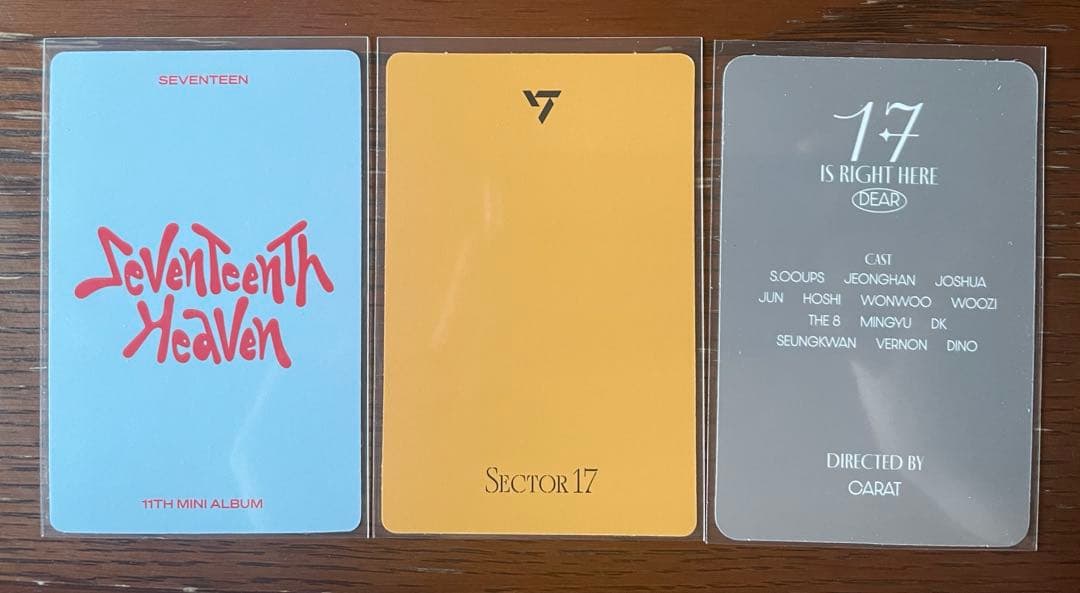 SEVENTEEN
Seventeenth
Heaven
11TH MINI ALBUM
SECTOR 17
17
IS RIGHT HERE
DEAR
CAST
S.COUPS JEONGHAN JOSHUA
JUN HOSHI WONWOO WOOZI
THE 8 MINGYU DK
SEUNGKWAN VERNON DINO
DIRECTED BY
CARAT